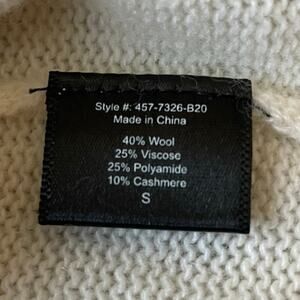 Style #: 457-7326-B20
Made in China
40% Wool
25% Viscose
25% Polyamide
10% Cashmere
S